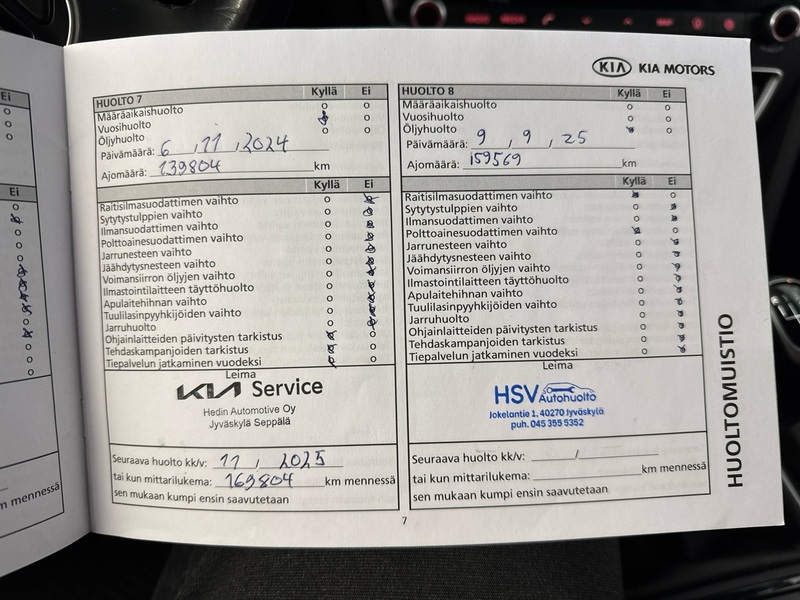 Ei
Ei
m mennessä
KIA KIA MOTORS
HUOLTO 7 Kyllä Ei
Määräaikaishuolto
Vuosihuolto
Öljyhuolto
Päivämäärä: 6 , 11 , 2024
Ajomäärä: 139804 km
Kyllä Ei
Raitisilmasuodattimen vaihto
Sytytystulppien vaihto
Ilmansuodattimen vaihto
Polttoainesuodattimen vaihto
Jarrunesteen vaihto
Jäähdytysnesteen vaihto
Voimansiirron öljyjen vaihto
Ilmastointilaitteen täyttöhuolto
Apulaitehihnan vaihto
Tuulilasinpyyhkijöiden vaihto
Jarruhuolto
Ohjainlaitteiden päivitysten tarkistus
Tehdaskampanjoiden tarkistus
Tiepalvelun jatkaminen vuodeksi
Leima
KIA Service
Hedin Automotive Oy
Jyväskylä Seppälä
Seuraava huolto kk/v: 11 , 2025
tai kun mittarilukema: 169804 km mennessä
sen mukaan kumpi ensin saavutetaan
HUOLTO 8 Kyllä Ei
Määräaikaishuolto
Vuosihuolto
Öljyhuolto
Päivämäärä: 9 , 9 , 25
Ajomäärä: 159569 km
Kyllä Ei
Raitisilmasuodattimen vaihto
Sytytystulppien vaihto
Ilmansuodattimen vaihto
Polttoainesuodattimen vaihto
Jarrunesteen vaihto
Jäähdytysnesteen vaihto
Voimansiirron öljyjen vaihto
Ilmastointilaitteen täyttöhuolto
Apulaitehihnan vaihto
Tuulilasinpyyhkijöiden vaihto
Jarruhuolto
Ohjainlaitteiden päivitysten tarkistus
Tehdaskampanjoiden tarkistus
Tiepalvelun jatkaminen vuodeksi
Leima
HSV Autohuolto
Jokelantie 1, 40270 Jyväskylä
puh. 045 355 5352
Seuraava huolto kk/v: /
tai kun mittarilukema: km mennessä
sen mukaan kumpi ensin saavutetaan
HUOLTOMUISTIO
7